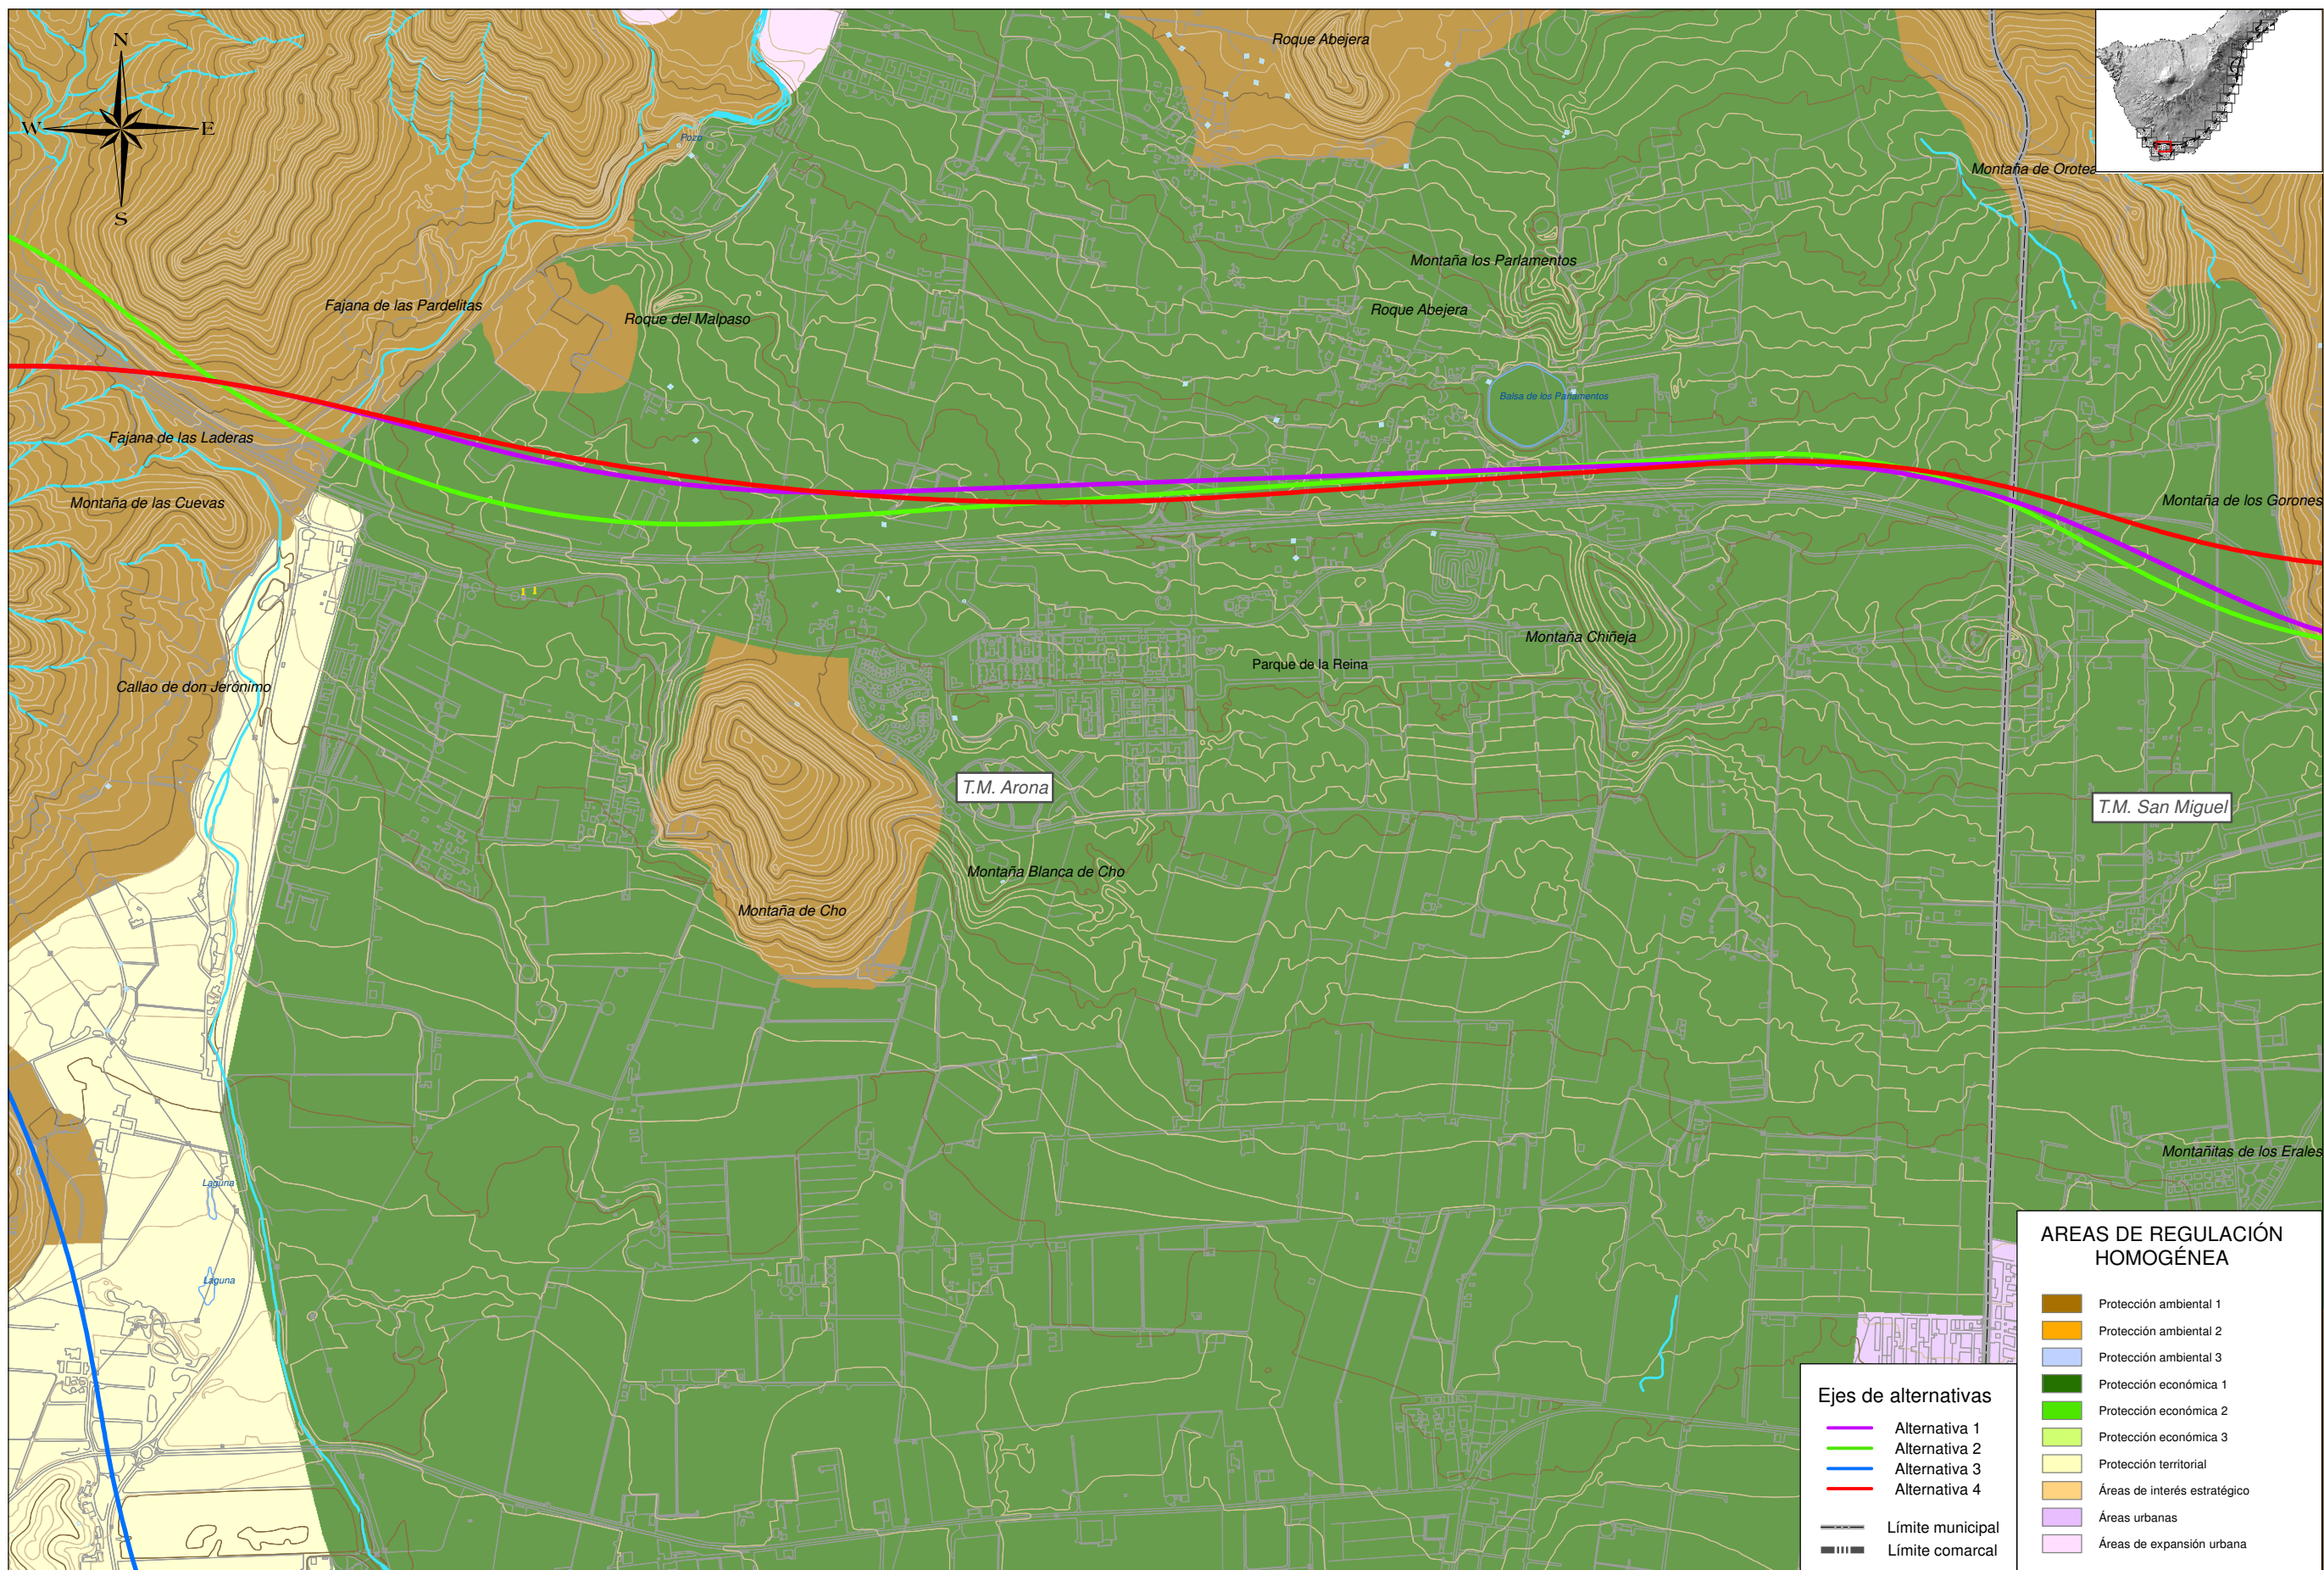 Roque Abejera
N
W
E
S
Pozo
Montaña de Orotea
Montaña los Parlamentos
Fajana de las Pardelitas
Roque del Malpaso
Roque Abejera
Balsa de los Parlamentos
Fajana de las Laderas
Montaña de las Cuevas
Montaña de los Gorones
1 1
Montaña Chiñeja
Parque de la Reina
Callao de don Jerónimo
T.M. Arona
T.M. San Miguel
Montaña Blanca de Cho
Montaña de Cho
Montañitas de los Erales
Laguna
Laguna
AREAS DE REGULACIÓN
HOMOGÉNEA
Protección ambiental 1
Protección ambiental 2
Protección ambiental 3
Protección económica 1
Protección económica 2
Protección económica 3
Protección territorial
Áreas de interés estratégico
Áreas urbanas
Áreas de expansión urbana
Ejes de alternativas
Alternativa 1
Alternativa 2
Alternativa 3
Alternativa 4
Límite municipal
Límite comarcal